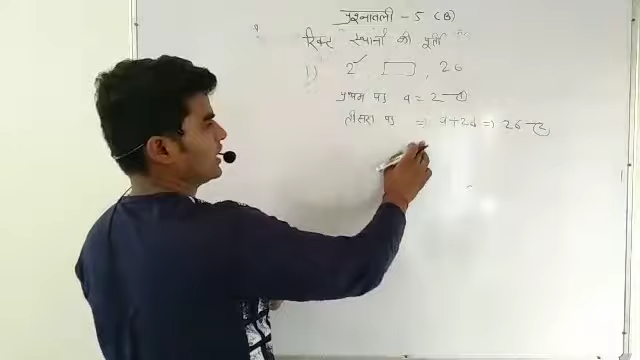 प्रश्नावली - 5 (B)
रिक्त स्थानों की पूर्ति
1) 2 ✓, ☐, 26
प्रथम पद a = 2 —①
तीसरा पद ⇒ a+2d ⇒ 26 —②